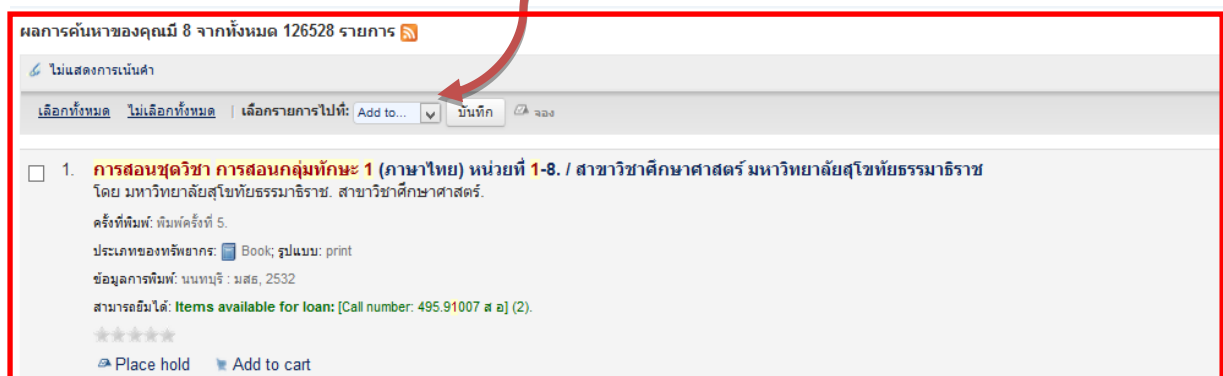 ผลการค้นหาของคุณมี 8 จากทั้งหมด 126528 รายการ
ไม่แสดงการเน้นคำ
เลือกทั้งหมด ไม่เลือกทั้งหมด | เลือกรายการไปที่: Add to... บันทึก จอง
1. การสอนชุดวิชา การสอนกลุ่มทักษะ 1 (ภาษาไทย) หน่วยที่ 1-8. / สาขาวิชาศึกษาศาสตร์ มหาวิทยาลัยสุโขทัยธรรมาธิราช
โดย มหาวิทยาลัยสุโขทัยธรรมาธิราช. สาขาวิชาศึกษาศาสตร์.
ครั้งที่พิมพ์: พิมพ์ครั้งที่ 5.
ประเภทของทรัพยากร: Book; รูปแบบ: print
ข้อมูลการพิมพ์: นนทบุรี : มสธ, 2532
สามารถยืมได้: Items available for loan: [Call number: 495.91007 ส อ] (2).
Place hold Add to cart